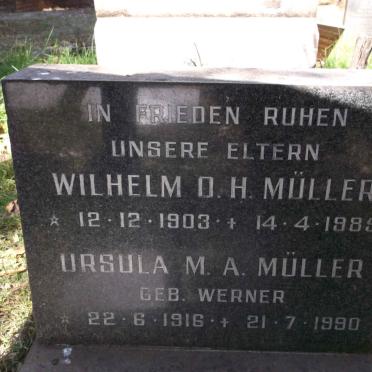 IN FRIEDEN RUHEN
UNSERE ELTERN
WILHELM O. H. MÜLLER
* 12·12·1903 + 14·4·1989
URSULA M. A. MÜLLER
GEB. WERNER
* 22·6·1916 + 21·7·1990